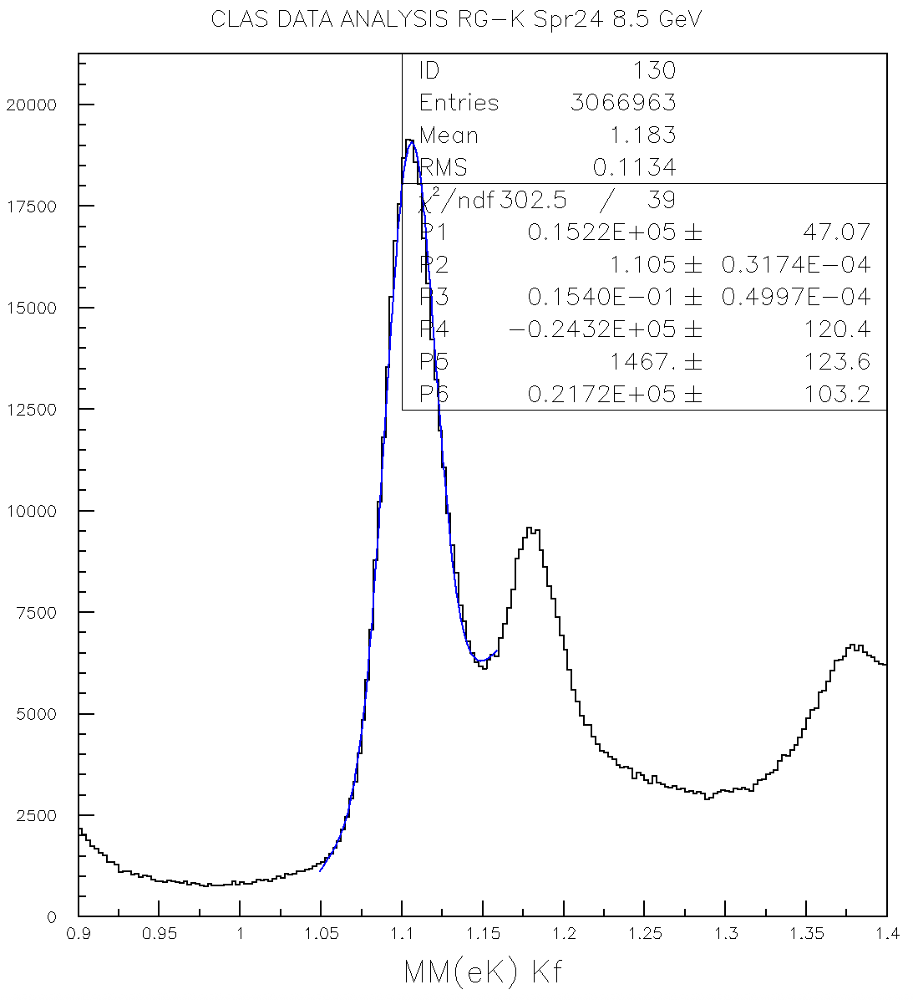 CLAS DATA ANALYSIS RG-K Spr24 8.5 GeV
ID 130
Entries 3066963
Mean 1.183
RMS 0.1134
χ²/ndf 302.5 / 39
P1 0.1522E+05 ± 47.07
P2 1.105 ± 0.3174E-04
P3 0.1540E-01 ± 0.4997E-04
P4 -0.2432E+05 ± 120.4
P5 1467. ± 123.6
P6 0.2172E+05 ± 103.2
20000
17500
15000
12500
10000
7500
5000
2500
0
0.9 0.95 1 1.05 1.1 1.15 1.2 1.25 1.3 1.35 1.4
MM(eK) Kf